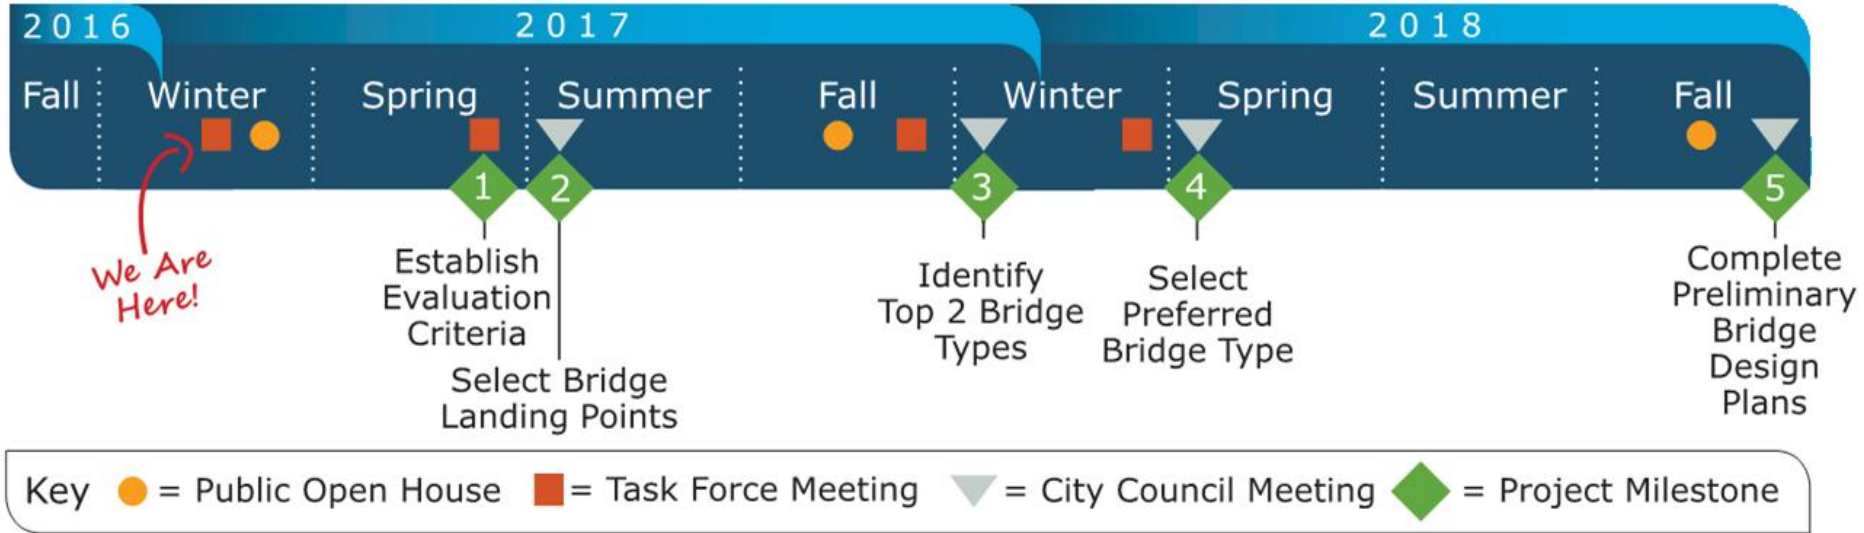 2016 2017 2018
Fall Winter Spring Summer Fall Winter Spring Summer Fall
1 2 3 4 5
We Are
Here!
Establish
Evaluation
Criteria
Select Bridge
Landing Points
Identify
Top 2 Bridge
Types
Select
Preferred
Bridge Type
Complete
Preliminary
Bridge
Design
Plans
Key = Public Open House = Task Force Meeting = City Council Meeting = Project Milestone